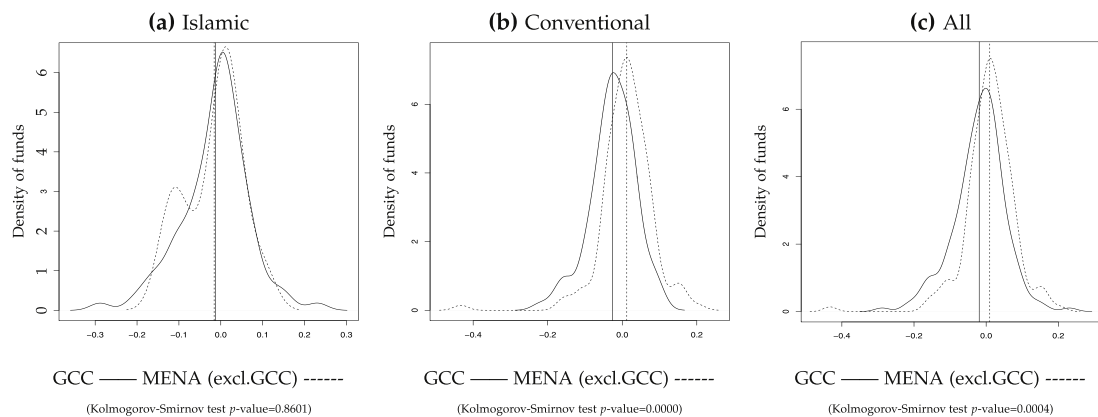 (a) Islamic
Density of funds
0 1 2 3 4 5 6
−0.3 −0.2 −0.1 0.0 0.1 0.2 0.3
GCC —— MENA (excl.GCC) ------
(Kolmogorov-Smirnov test p-value=0.8601)
(b) Conventional
Density of funds
0 2 4 6
−0.4 −0.2 0.0 0.2
GCC —— MENA (excl.GCC) ------
(Kolmogorov-Smirnov test p-value=0.0000)
(c) All
Density of funds
0 2 4 6
−0.4 −0.2 0.0 0.2
GCC —— MENA (excl.GCC) ------
(Kolmogorov-Smirnov test p-value=0.0004)